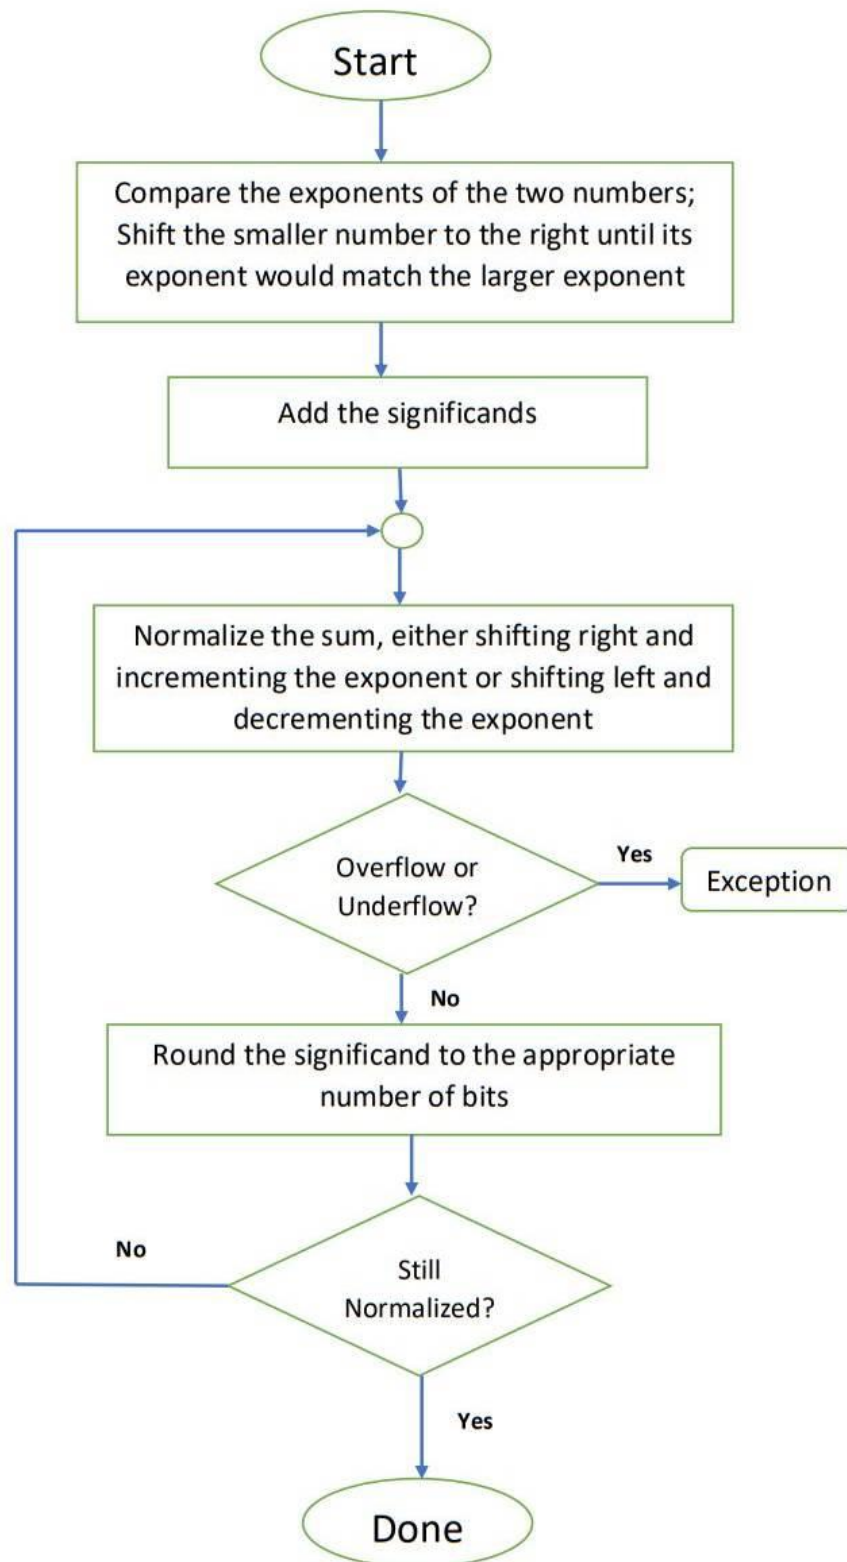 Start
Compare the exponents of the two numbers;
Shift the smaller number to the right until its
exponent would match the larger exponent
Add the significands
Normalize the sum, either shifting right and
incrementing the exponent or shifting left and
decrementing the exponent
Overflow or
Underflow?
Yes
Exception
No
Round the significand to the appropriate
number of bits
No
Still
Normalized?
Yes
Done